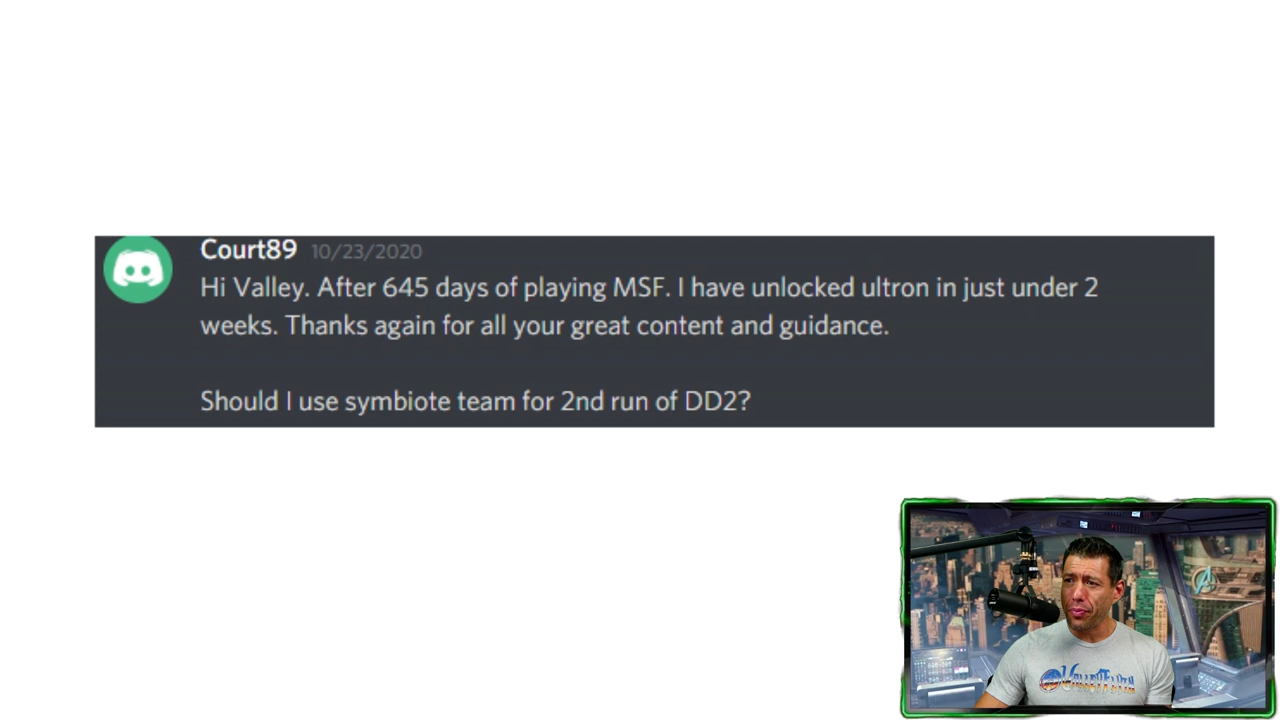 Court89 10/23/2020
Hi Valley. After 645 days of playing MSF. I have unlocked ultron in just under 2
weeks. Thanks again for all your great content and guidance.
Should I use symbiote team for 2nd run of DD2?
VALLEYFLYIN